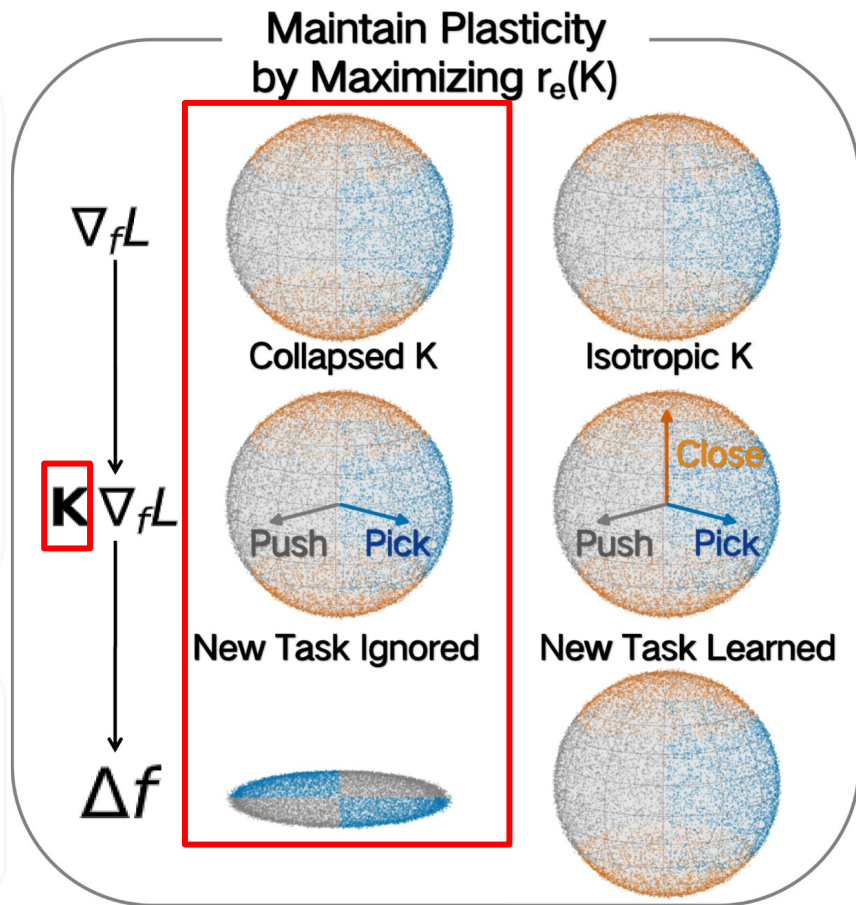 Maintain Plasticity
by Maximizing rₑ(K)
∇fL
Collapsed K
Isotropic K
K∇fL
Push
Pick
Close
Push
Pick
New Task Ignored
New Task Learned
Δf